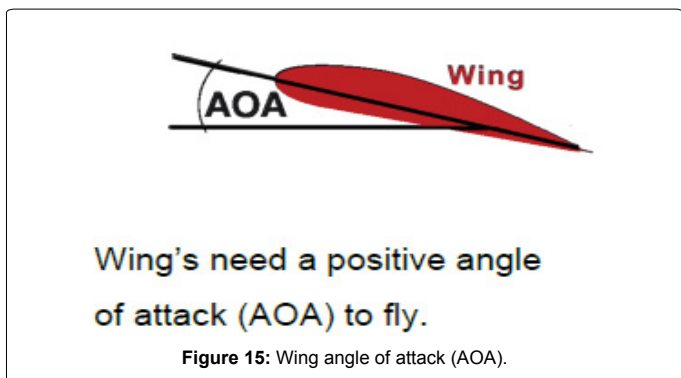 Wing
AOA
Wing's need a positive angle
of attack (AOA) to fly.
Figure 15: Wing angle of attack (AOA).